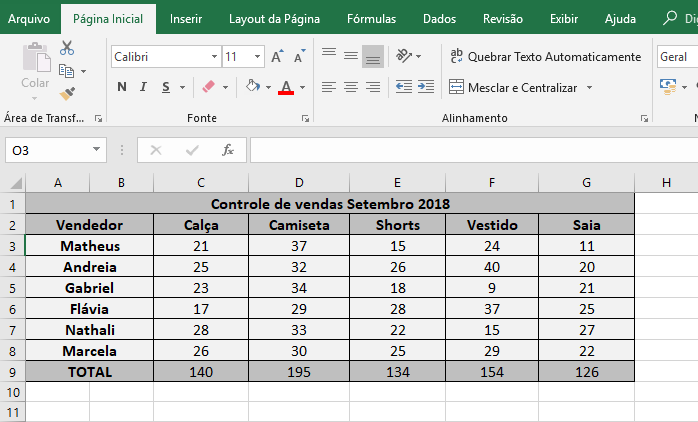 Arquivo Página Inicial Inserir Layout da Página Fórmulas Dados Revisão Exibir Ajuda
Calibri 11 A A ab Quebrar Texto Automaticamente Geral
Colar N I S A Mesclar e Centralizar
Área de Transf... Fonte Alinhamento
O3 fx
A B C D E F G H
1 Controle de vendas Setembro 2018
2 Vendedor Calça Camiseta Shorts Vestido Saia
3 Matheus 21 37 15 24 11
4 Andreia 25 32 26 40 20
5 Gabriel 23 34 18 9 21
6 Flávia 17 29 28 37 25
7 Nathali 28 33 22 15 27
8 Marcela 26 30 25 29 22
9 TOTAL 140 195 134 154 126
10
11